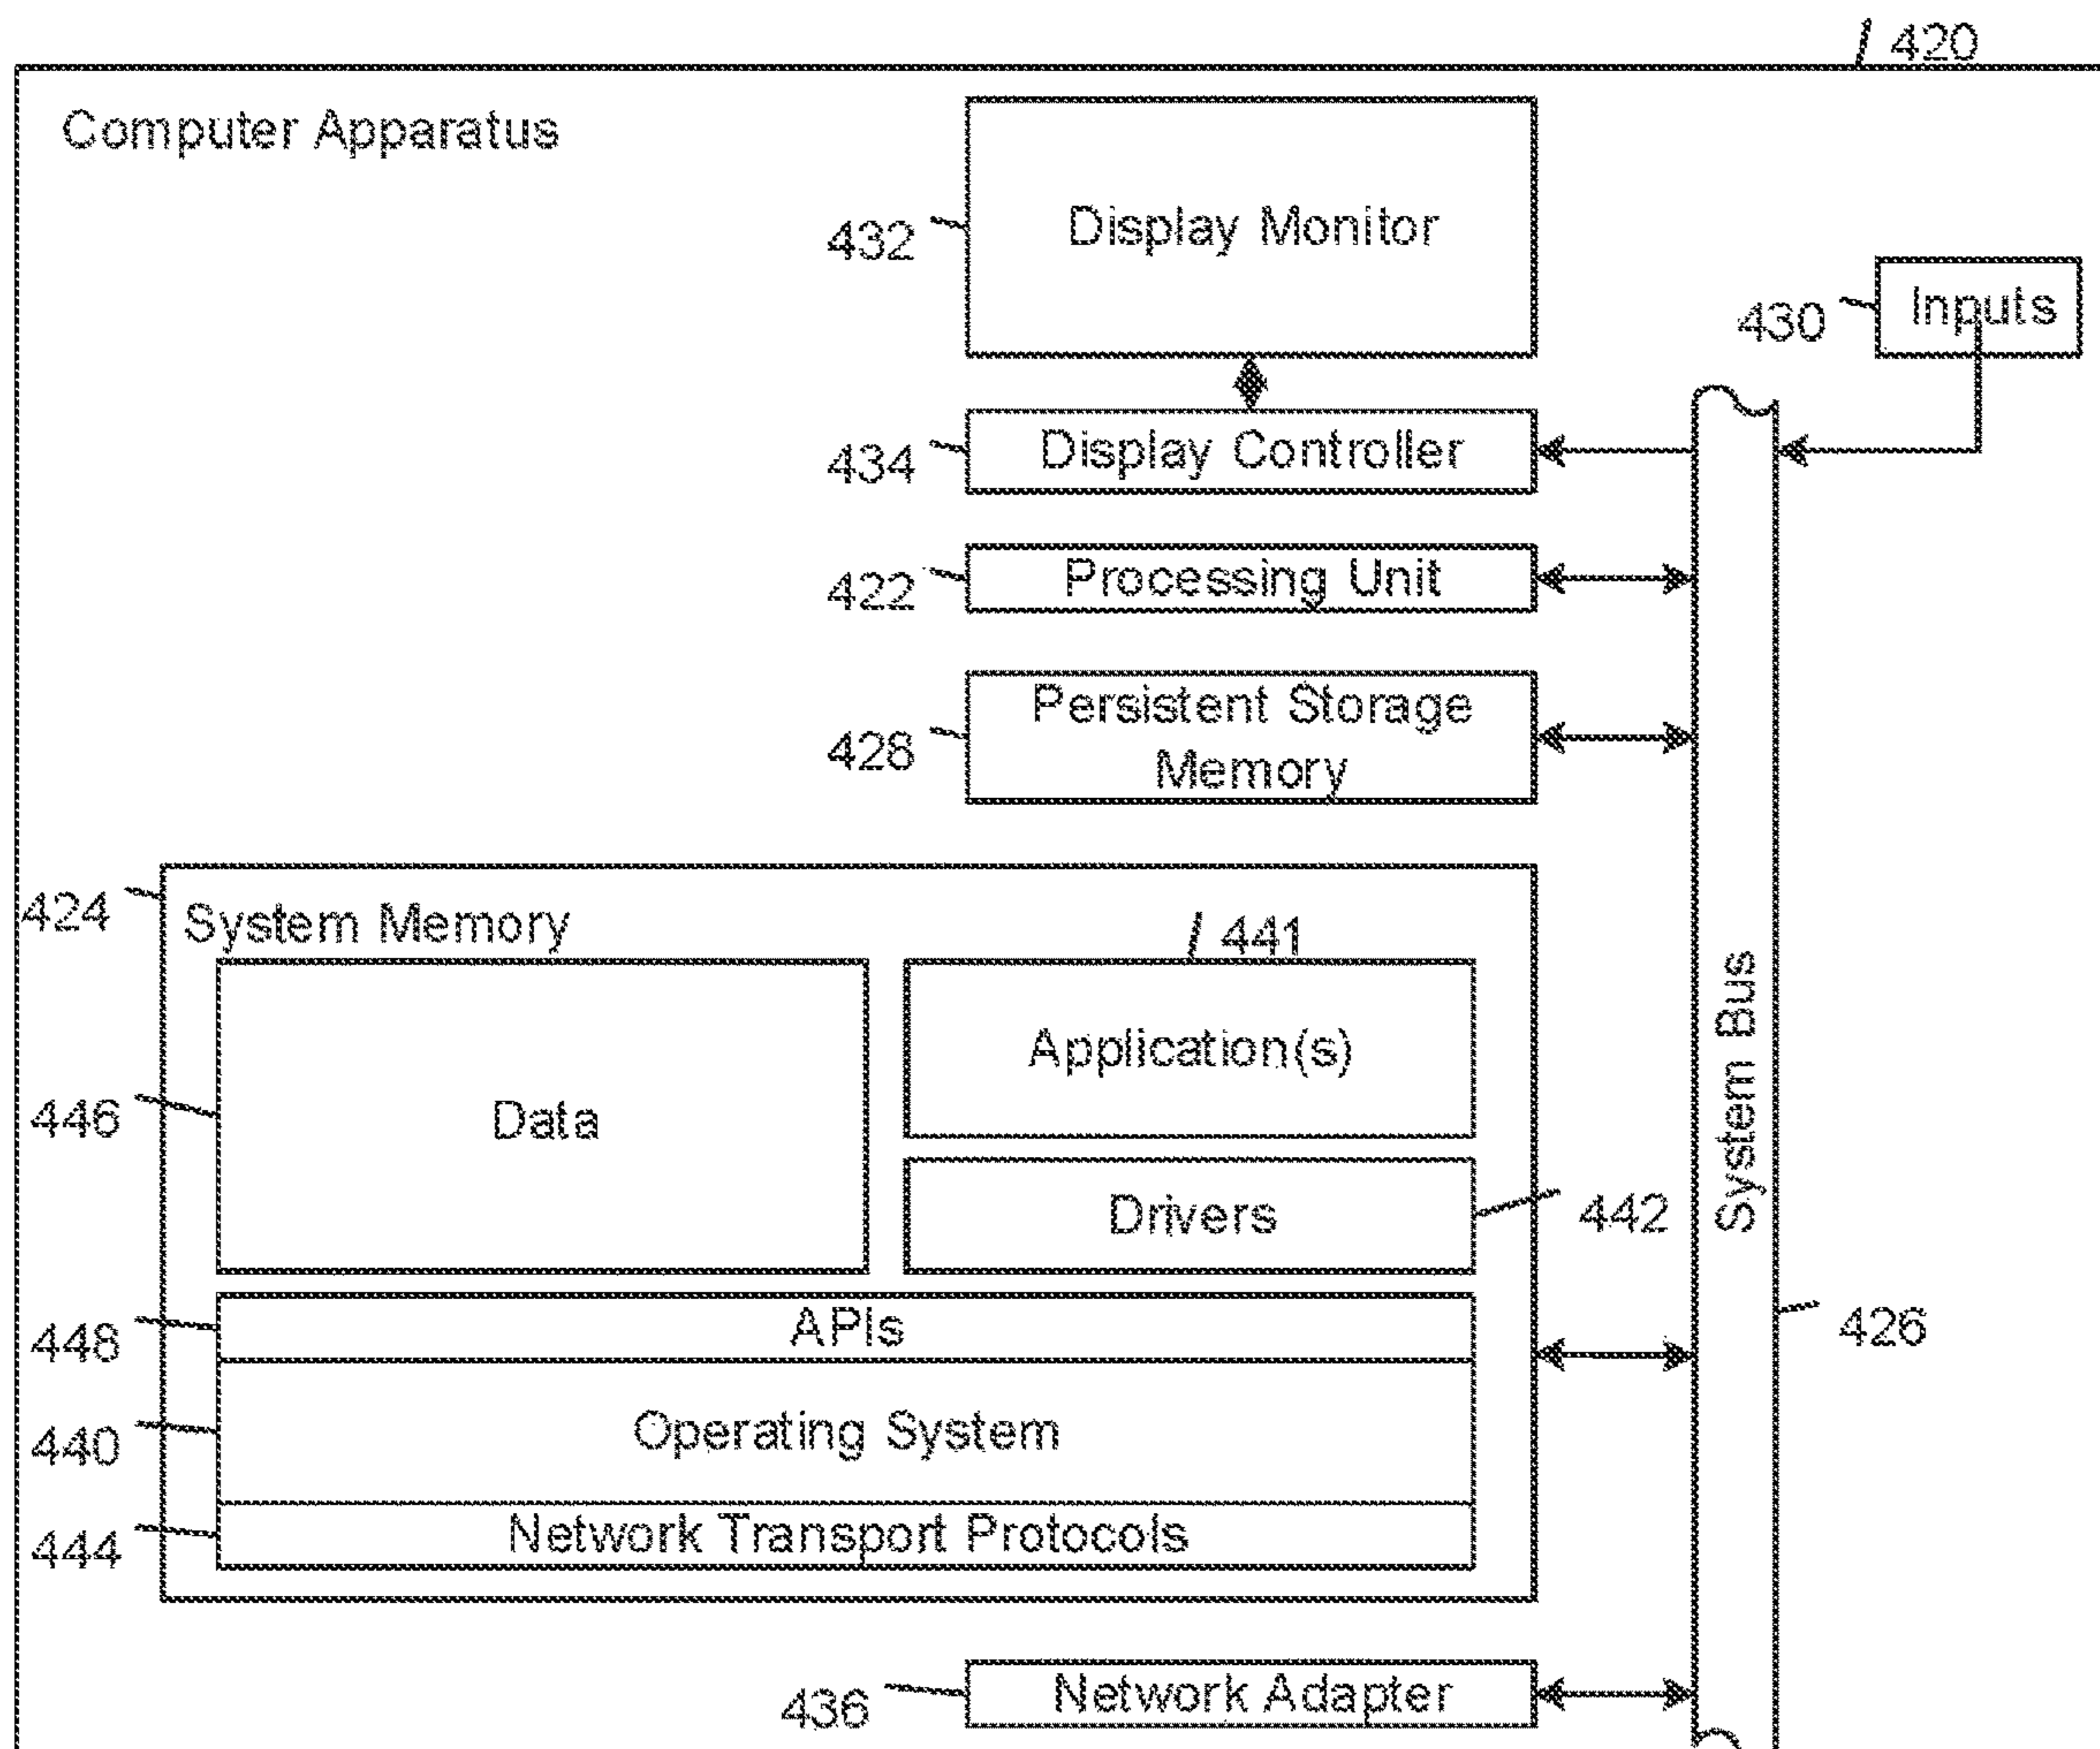 420
Computer Apparatus
Display Monitor
432
Inputs
430
Display Controller
434
Processing Unit
422
Persistent Storage
Memory
428
424
System Memory
441
Application(s)
Data
446
Drivers
442
System Bus
426
APIs
448
Operating System
440
Network Transport Protocols
444
Network Adapter
436